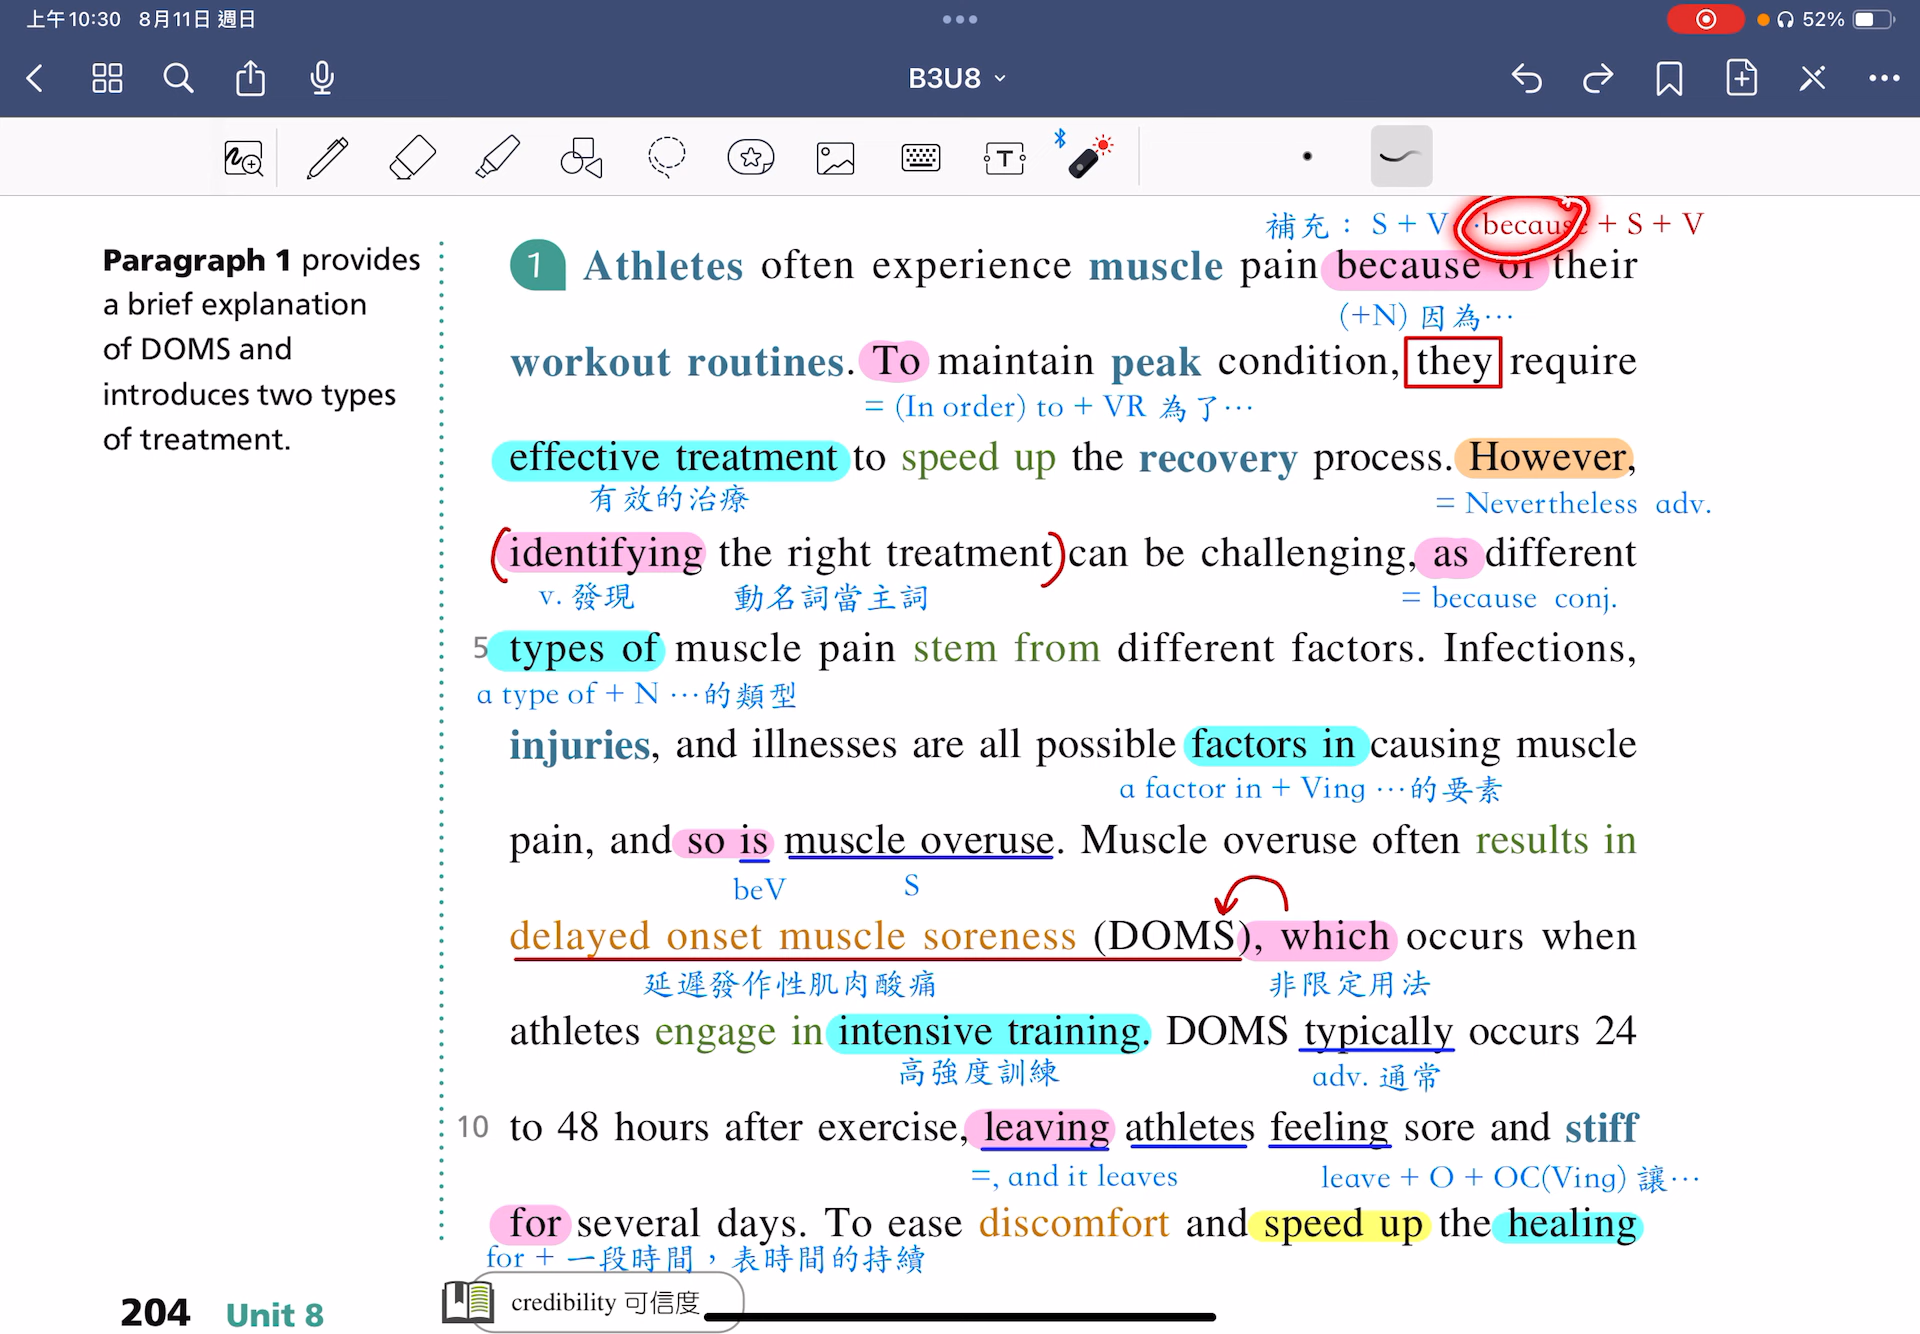 上午10:30 8月11日 週日
52%
B3U8
T
補充： S + V …because + S + V
Paragraph 1 provides
a brief explanation
of DOMS and
introduces two types
of treatment.
1 Athletes often experience muscle pain because of their
(+N) 因為…
workout routines. To maintain peak condition, they require
= (In order) to + VR 為了…
effective treatment to speed up the recovery process. However,
有效的治療
= Nevertheless adv.
(identifying the right treatment) can be challenging, as different
v. 發現 動名詞當主詞
= because conj.
5 types of muscle pain stem from different factors. Infections,
a type of + N …的類型
injuries, and illnesses are all possible factors in causing muscle
a factor in + Ving …的要素
pain, and so is muscle overuse. Muscle overuse often results in
beV S
delayed onset muscle soreness (DOMS), which occurs when
延遲發作性肌肉酸痛 非限定用法
athletes engage in intensive training. DOMS typically occurs 24
高強度訓練 adv. 通常
10 to 48 hours after exercise, leaving athletes feeling sore and stiff
=, and it leaves leave + O + OC(Ving) 讓…
for several days. To ease discomfort and speed up the healing
for + 一段時間，表時間的持續
credibility 可信度
204 Unit 8